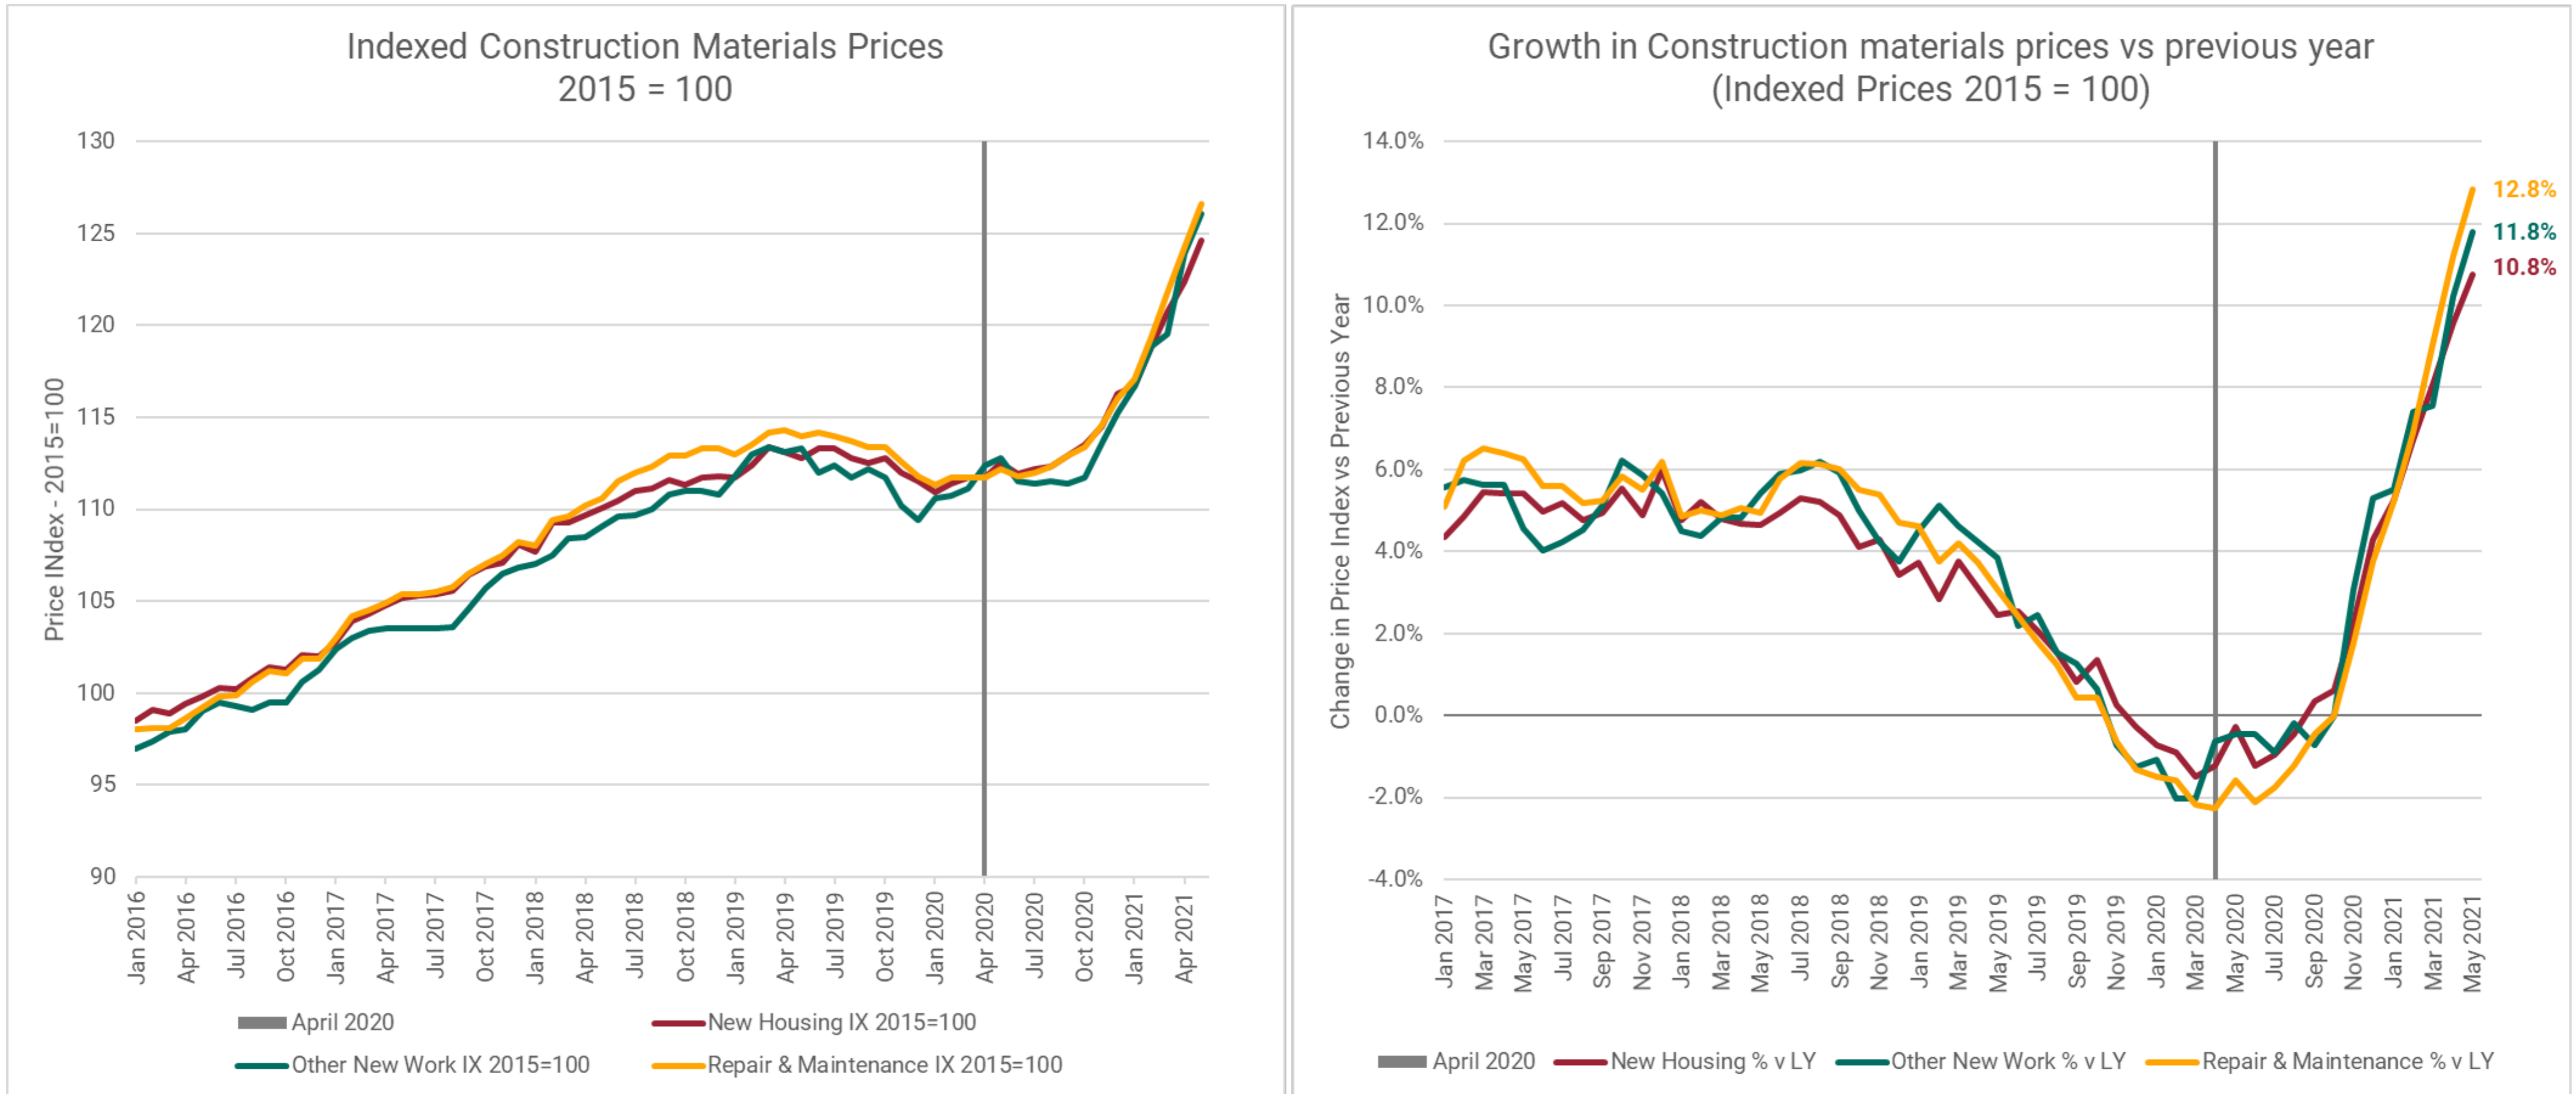 Indexed Construction Materials Prices
2015 = 100
130
125
120
115
110
105
100
95
90
Price INdex - 2015=100
Jan 2016
Apr 2016
Jul 2016
Oct 2016
Jan 2017
Apr 2017
Jul 2017
Oct 2017
Jan 2018
Apr 2018
Jul 2018
Oct 2018
Jan 2019
Apr 2019
Jul 2019
Oct 2019
Jan 2020
Apr 2020
Jul 2020
Oct 2020
Jan 2021
Apr 2021
April 2020
New Housing IX 2015=100
Other New Work IX 2015=100
Repair & Maintenance IX 2015=100
Growth in Construction materials prices vs previous year
(Indexed Prices 2015 = 100)
14.0%
12.0%
10.0%
8.0%
6.0%
4.0%
2.0%
0.0%
-2.0%
-4.0%
Change in Price Index vs Previous Year
12.8%
11.8%
10.8%
Jan 2017
Mar 2017
May 2017
Jul 2017
Sep 2017
Nov 2017
Jan 2018
Mar 2018
May 2018
Jul 2018
Sep 2018
Nov 2018
Jan 2019
Mar 2019
May 2019
Jul 2019
Sep 2019
Nov 2019
Jan 2020
Mar 2020
May 2020
Jul 2020
Sep 2020
Nov 2020
Jan 2021
Mar 2021
May 2021
April 2020
New Housing % v LY
Other New Work % v LY
Repair & Maintenance % v LY